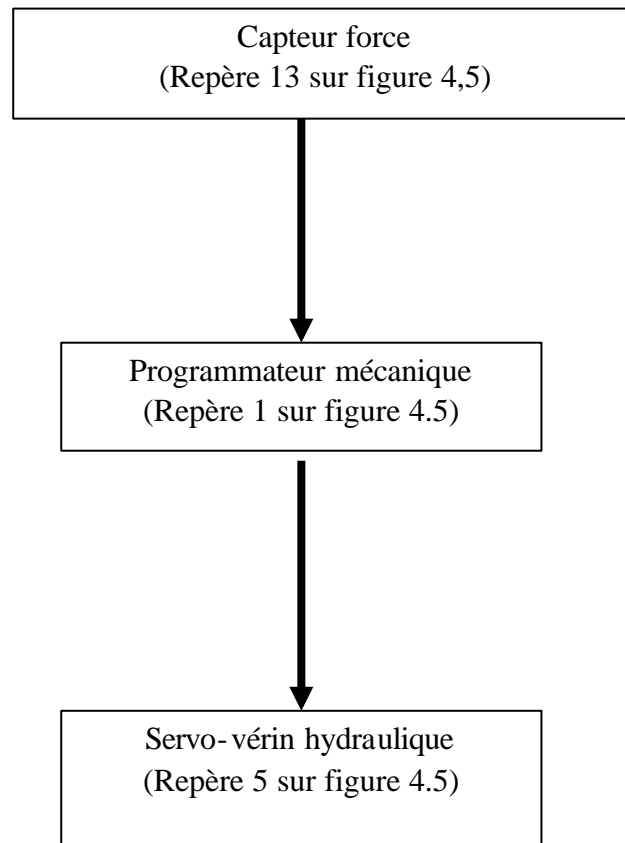 Capteur force
(Repère 13 sur figure 4,5)
Programmateur mécanique
(Repère 1 sur figure 4.5)
Servo-vérin hydraulique
(Repère 5 sur figure 4.5)